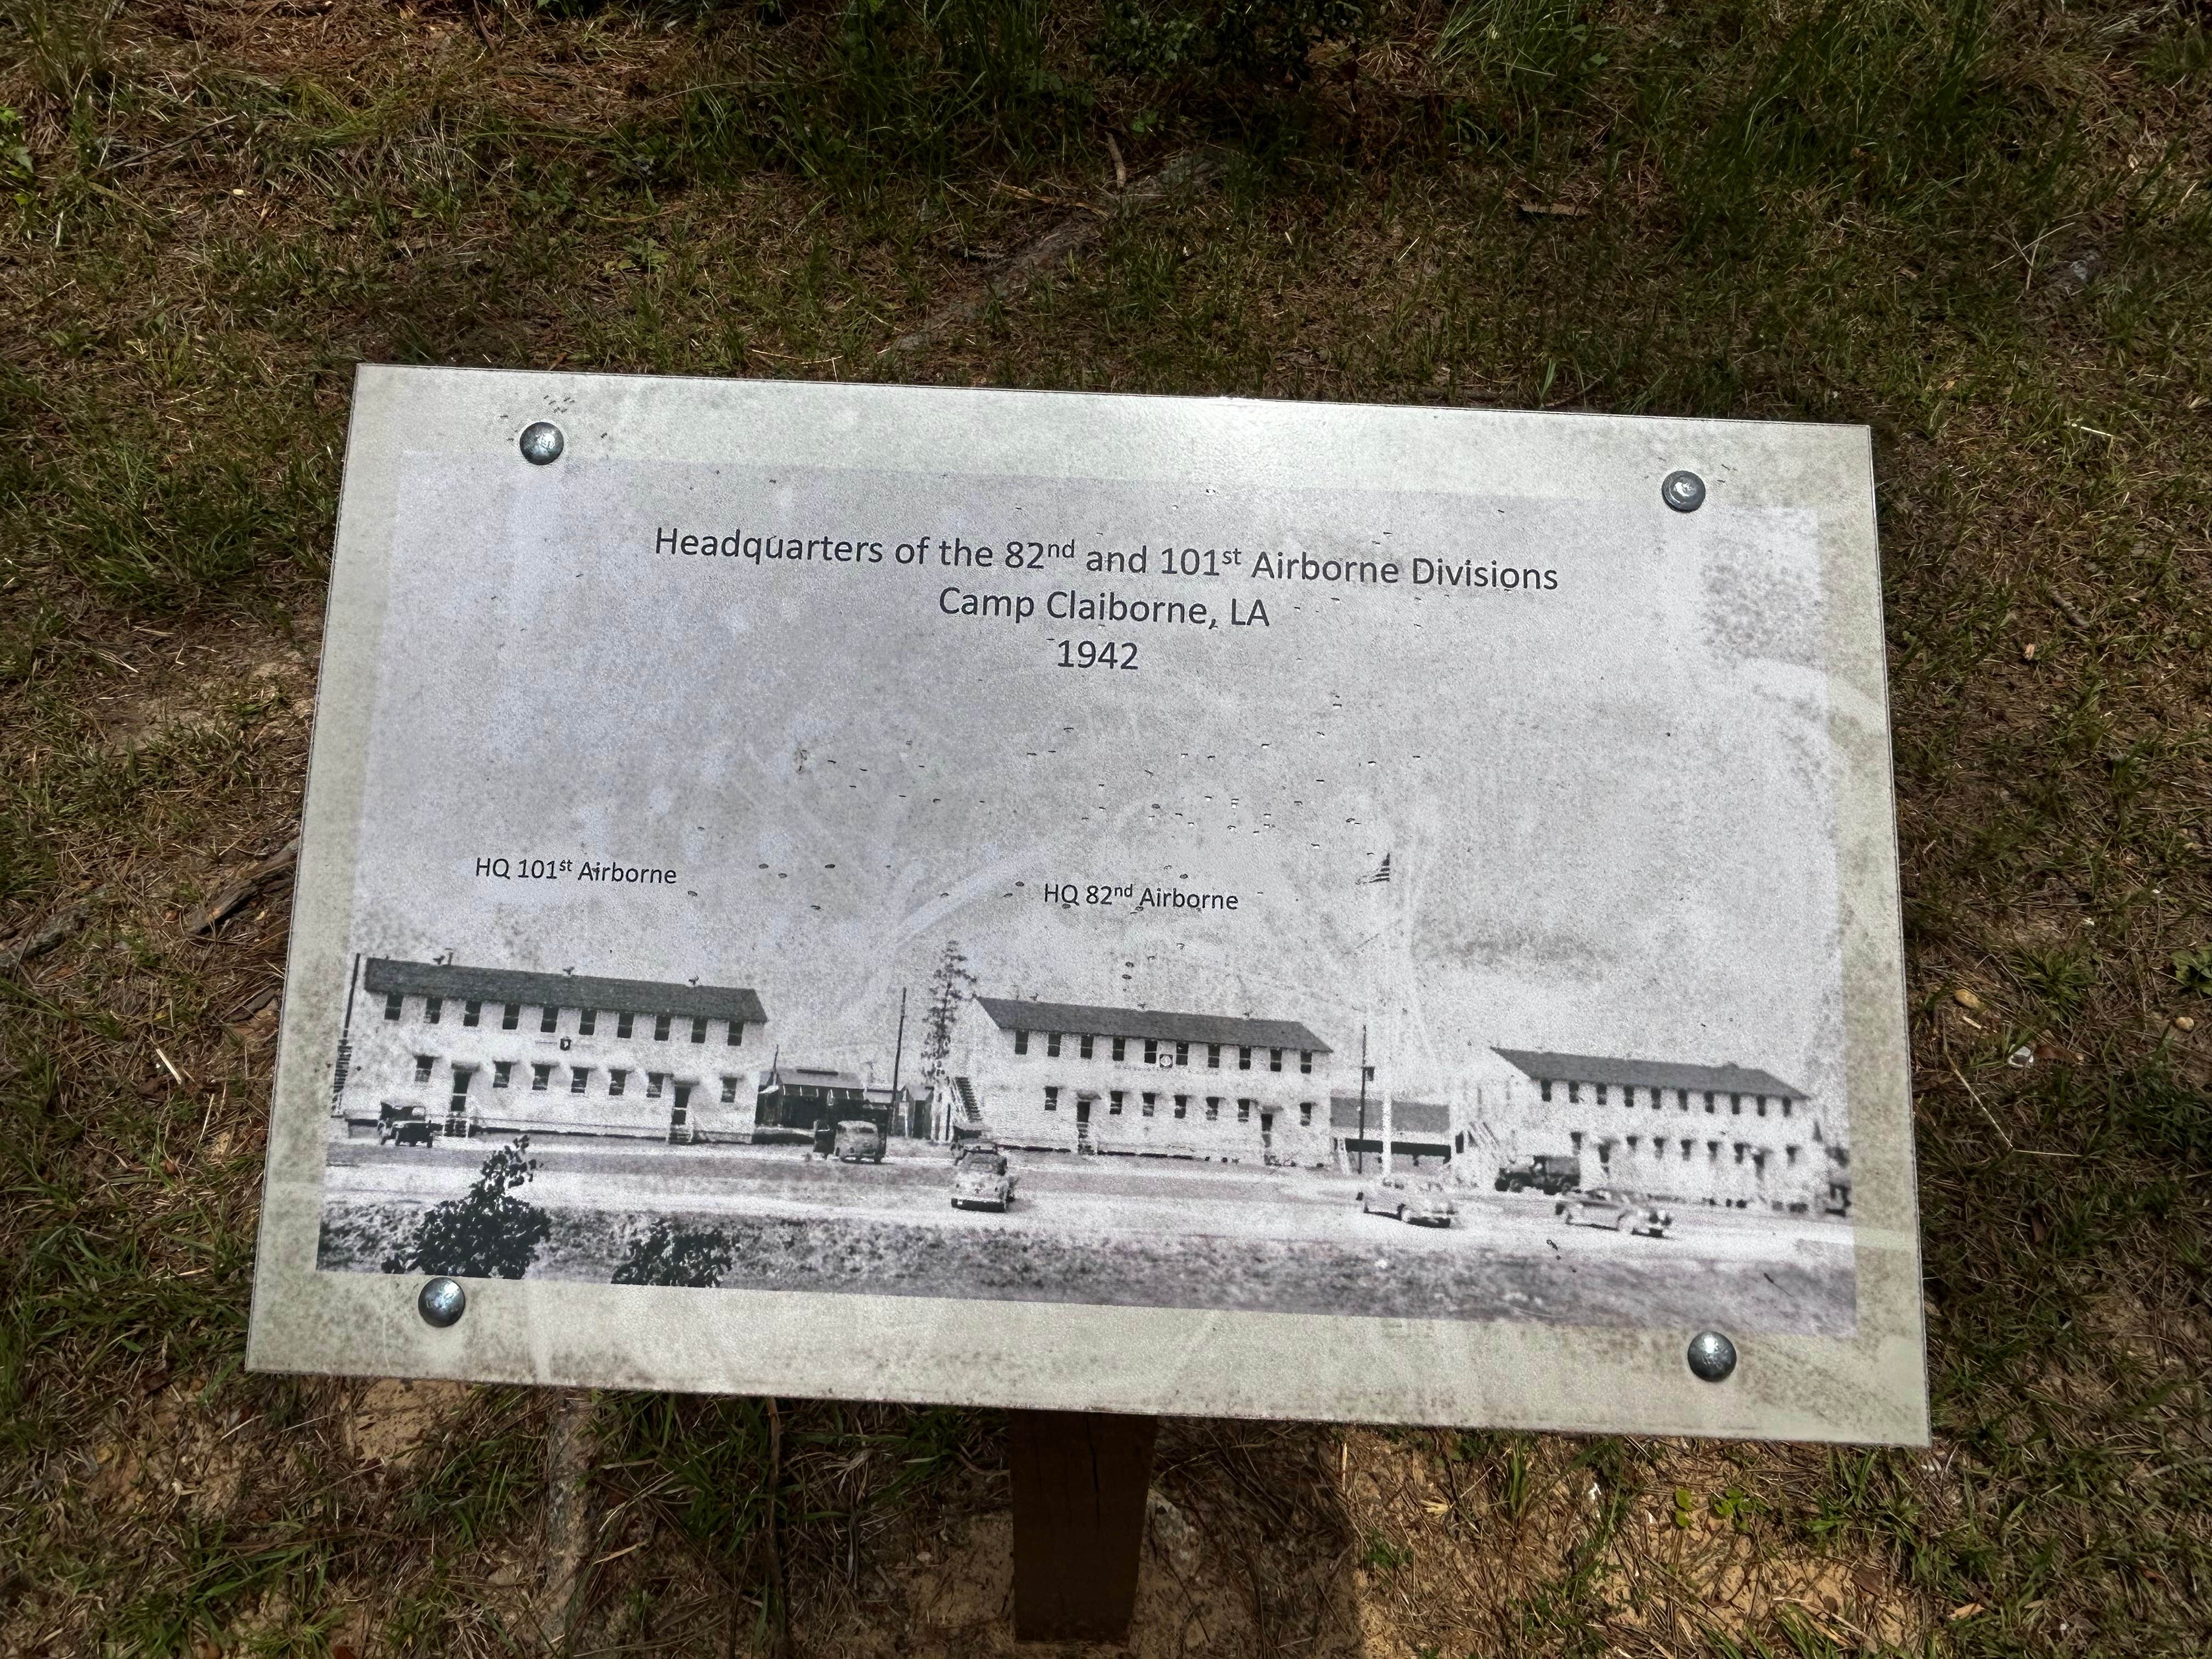 Headquarters of the 82nd and 101st Airborne Divisions
Camp Claiborne, LA
1942
HQ 101st Airborne
HQ 82nd Airborne